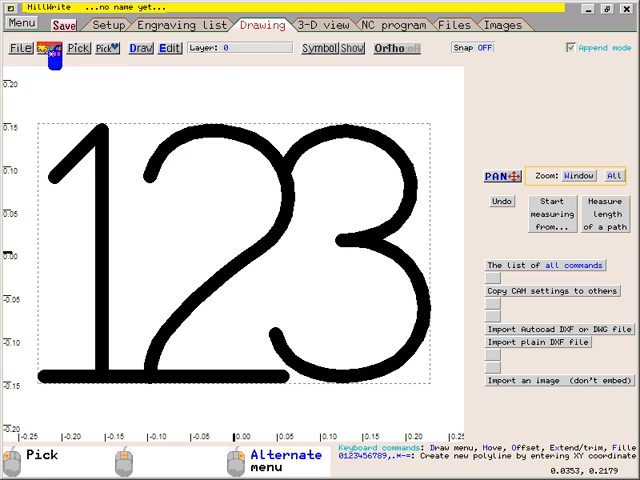 MillWrite ...no name yet...
Menu Save Setup Engraving list Drawing 3-D view NC program Files Images
File Pick Pick Draw Edit Layer: 0 Symbol Show Ortho off Snap OFF Append mode
0.20
0.15
0.10
0.05
0.00
-0.05
-0.10
-0.15
-0.20
123
PAN Zoom: Window All
Undo
Start measuring from...
Measure length of a path
The list of all commands
Copy CAM settings to others
Import Autocad DXF or DWG file
Import plain DXF file
Import an image (don't embed)
-0.25 -0.20 -0.15 -0.10 -0.05 0.00 0.05 0.10 0.15 0.20 0.25
Pick
Alternate menu
Keyboard commands: Draw menu, Move, Offset, Extend/trim, Fille
0123456789,.+-=: Create new polyline by entering XY coordinate
0.0353, 0.2179